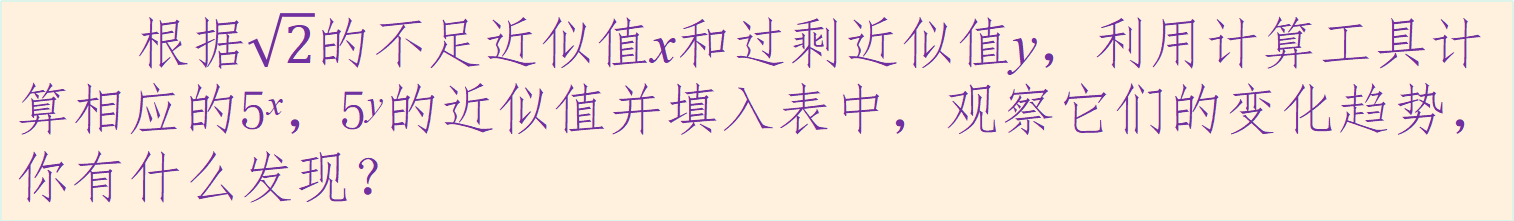 根据√2的不足近似值x和过剩近似值y，利用计算工具计
算相应的5ˣ，5ʸ的近似值并填入表中，观察它们的变化趋势，
你有什么发现？